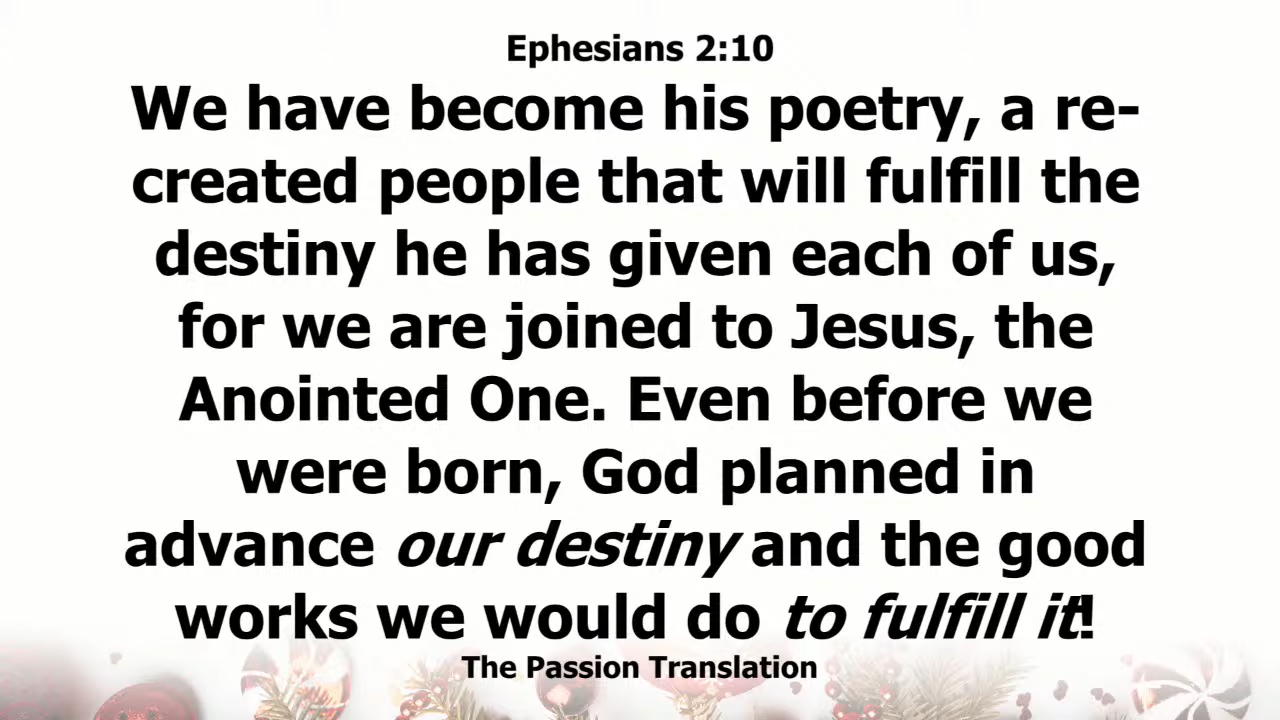 Ephesians 2:10
We have become his poetry, a re-
created people that will fulfill the
destiny he has given each of us,
for we are joined to Jesus, the
Anointed One. Even before we
were born, God planned in
advance our destiny and the good
works we would do to fulfill it!
The Passion Translation